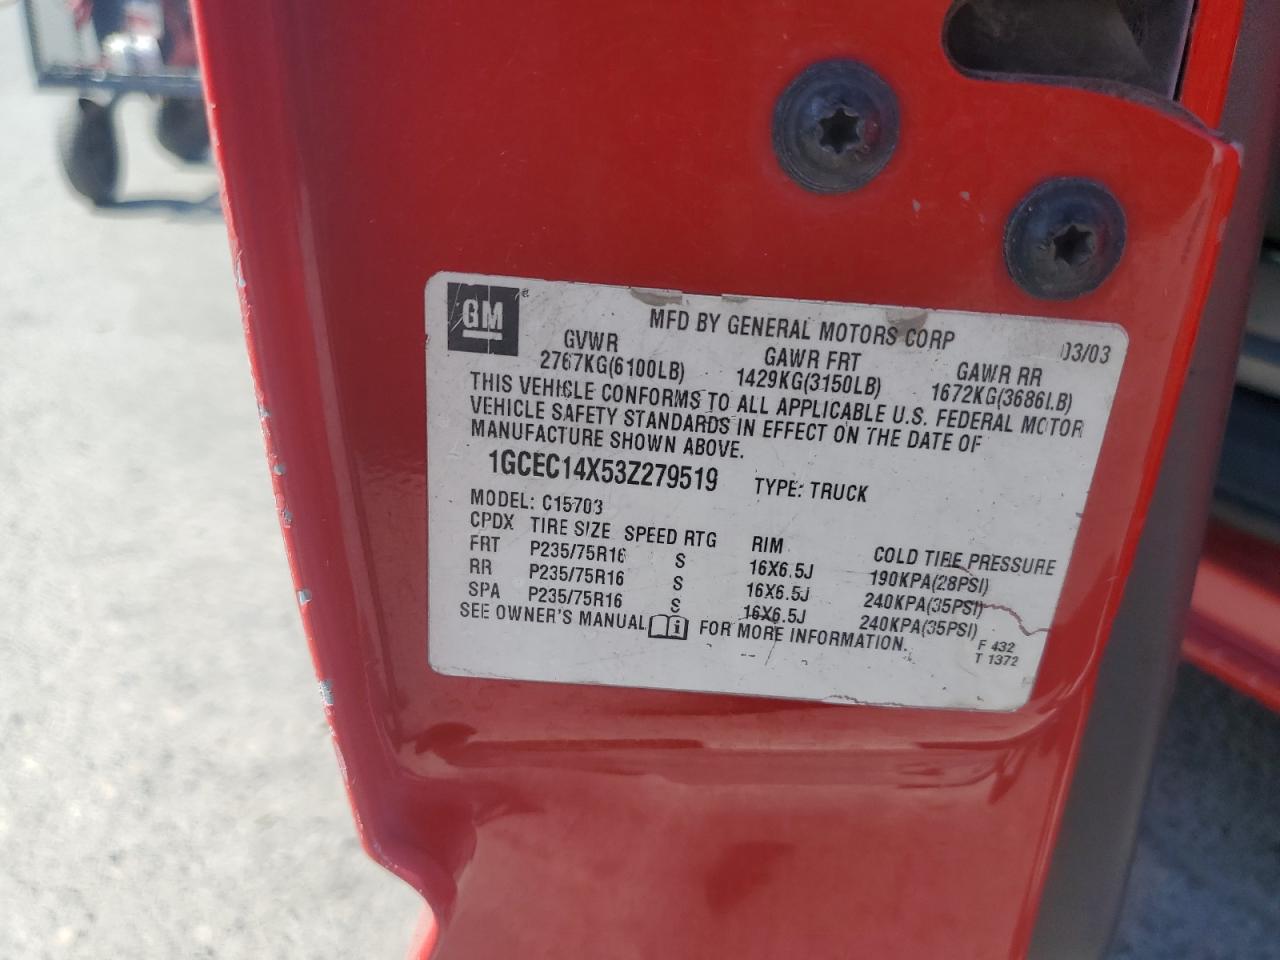 GM ® MFD BY GENERAL MOTORS CORP 03/03
GVWR GAWR FRT GAWR RR
2767KG(6100LB) 1429KG(3150LB) 1672KG(3686LB)
THIS VEHICLE CONFORMS TO ALL APPLICABLE U.S. FEDERAL MOTOR
VEHICLE SAFETY STANDARDS IN EFFECT ON THE DATE OF
MANUFACTURE SHOWN ABOVE.
1GCEC14X53Z279519 TYPE: TRUCK
MODEL: C15703
CPDX TIRE SIZE SPEED RTG RIM COLD TIRE PRESSURE
FRT P235/75R16 S 16X6.5J 190KPA(28PSI)
RR P235/75R16 S 16X6.5J 240KPA(35PSI)
SPA P235/75R16 S 16X6.5J 240KPA(35PSI)
SEE OWNER'S MANUAL i FOR MORE INFORMATION.
F 432
T 1372